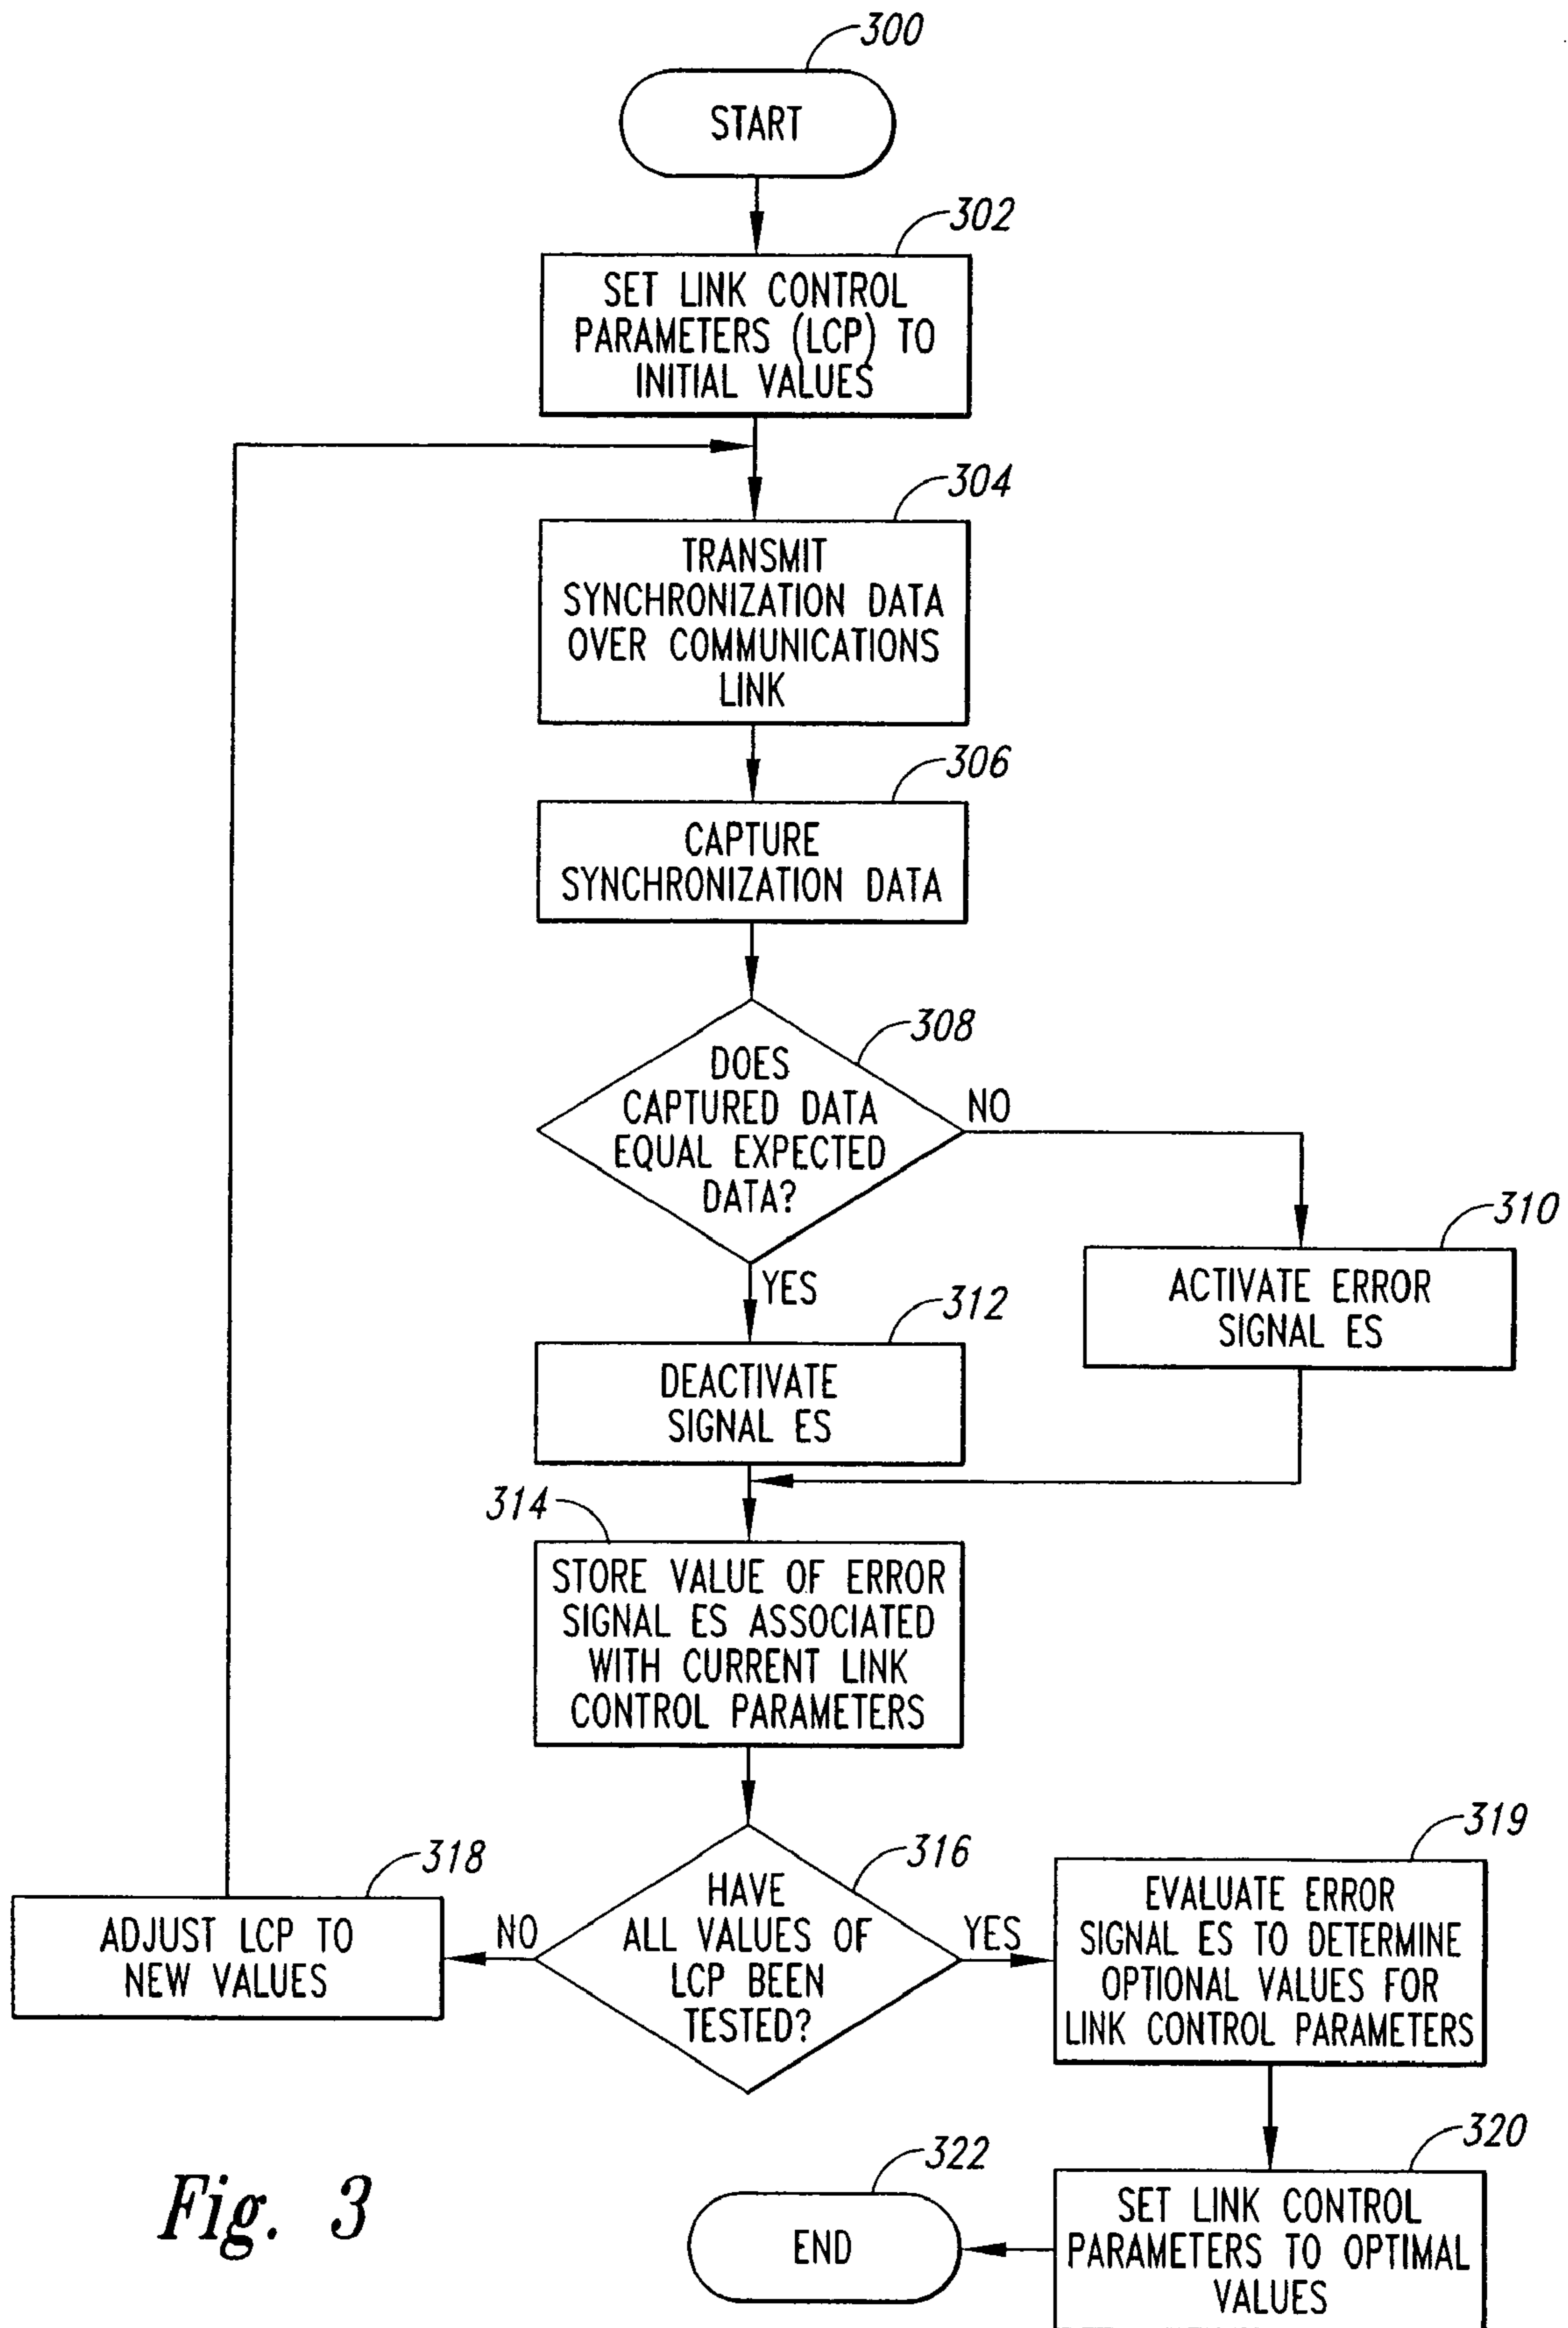 300
START
302
SET LINK CONTROL
PARAMETERS (LCP) TO
INITIAL VALUES
304
TRANSMIT
SYNCHRONIZATION DATA
OVER COMMUNICATIONS
LINK
306
CAPTURE
SYNCHRONIZATION DATA
308
DOES
CAPTURED DATA
EQUAL EXPECTED
DATA?
NO
310
ACTIVATE ERROR
SIGNAL ES
YES
312
DEACTIVATE
SIGNAL ES
314
STORE VALUE OF ERROR
SIGNAL ES ASSOCIATED
WITH CURRENT LINK
CONTROL PARAMETERS
316
HAVE
ALL VALUES OF
LCP BEEN
TESTED?
NO
318
ADJUST LCP TO
NEW VALUES
YES
319
EVALUATE ERROR
SIGNAL ES TO DETERMINE
OPTIONAL VALUES FOR
LINK CONTROL PARAMETERS
320
SET LINK CONTROL
PARAMETERS TO OPTIMAL
VALUES
322
END
Fig. 3